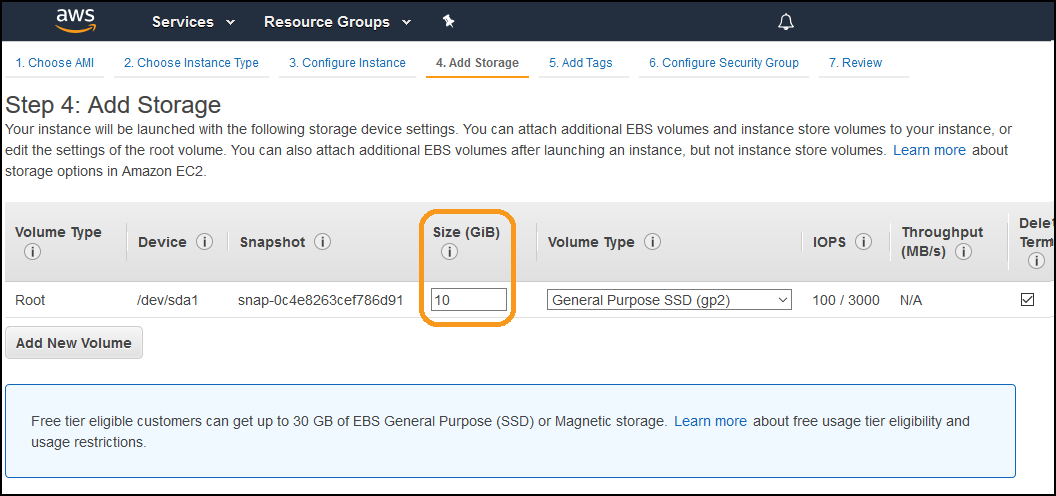 aws Services Resource Groups
1. Choose AMI 2. Choose Instance Type 3. Configure Instance 4. Add Storage 5. Add Tags 6. Configure Security Group 7. Review
Step 4: Add Storage
Your instance will be launched with the following storage device settings. You can attach additional EBS volumes and instance store volumes to your instance, or
edit the settings of the root volume. You can also attach additional EBS volumes after launching an instance, but not instance store volumes. Learn more about
storage options in Amazon EC2.
Volume Type i Device i Snapshot i Size (GiB) i Volume Type i IOPS i Throughput (MB/s) i Delet Term i
Root /dev/sda1 snap-0c4e8263cef786d91 10 General Purpose SSD (gp2) 100 / 3000 N/A
Add New Volume
Free tier eligible customers can get up to 30 GB of EBS General Purpose (SSD) or Magnetic storage. Learn more about free usage tier eligibility and
usage restrictions.